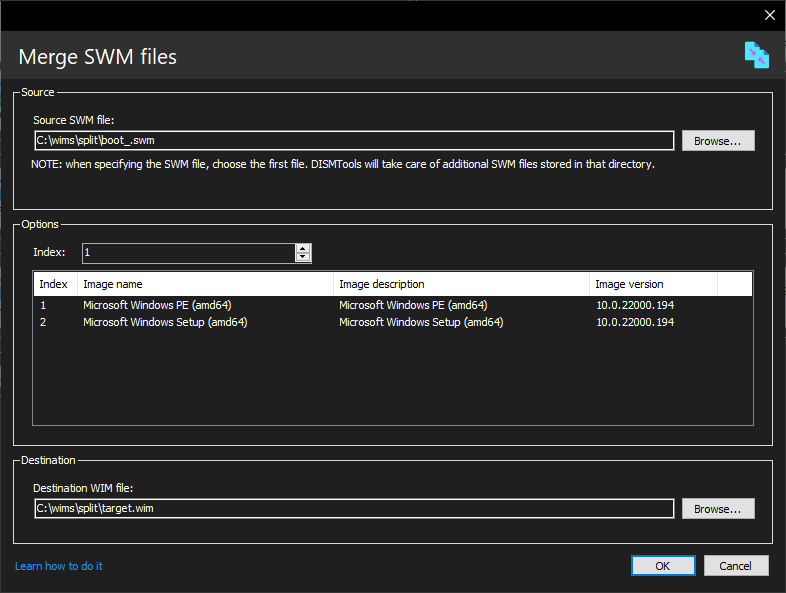 Merge SWM files
Source
Source SWM file:
C:\wims\split\boot_.swm
Browse...
NOTE: when specifying the SWM file, choose the first file. DISMTools will take care of additional SWM files stored in that directory.
Options
Index: 1
Index Image name Image description Image version
1 Microsoft Windows PE (amd64) Microsoft Windows PE (amd64) 10.0.22000.194
2 Microsoft Windows Setup (amd64) Microsoft Windows Setup (amd64) 10.0.22000.194
Destination
Destination WIM file:
C:\wims\split\target.wim
Browse...
Learn how to do it
OK Cancel